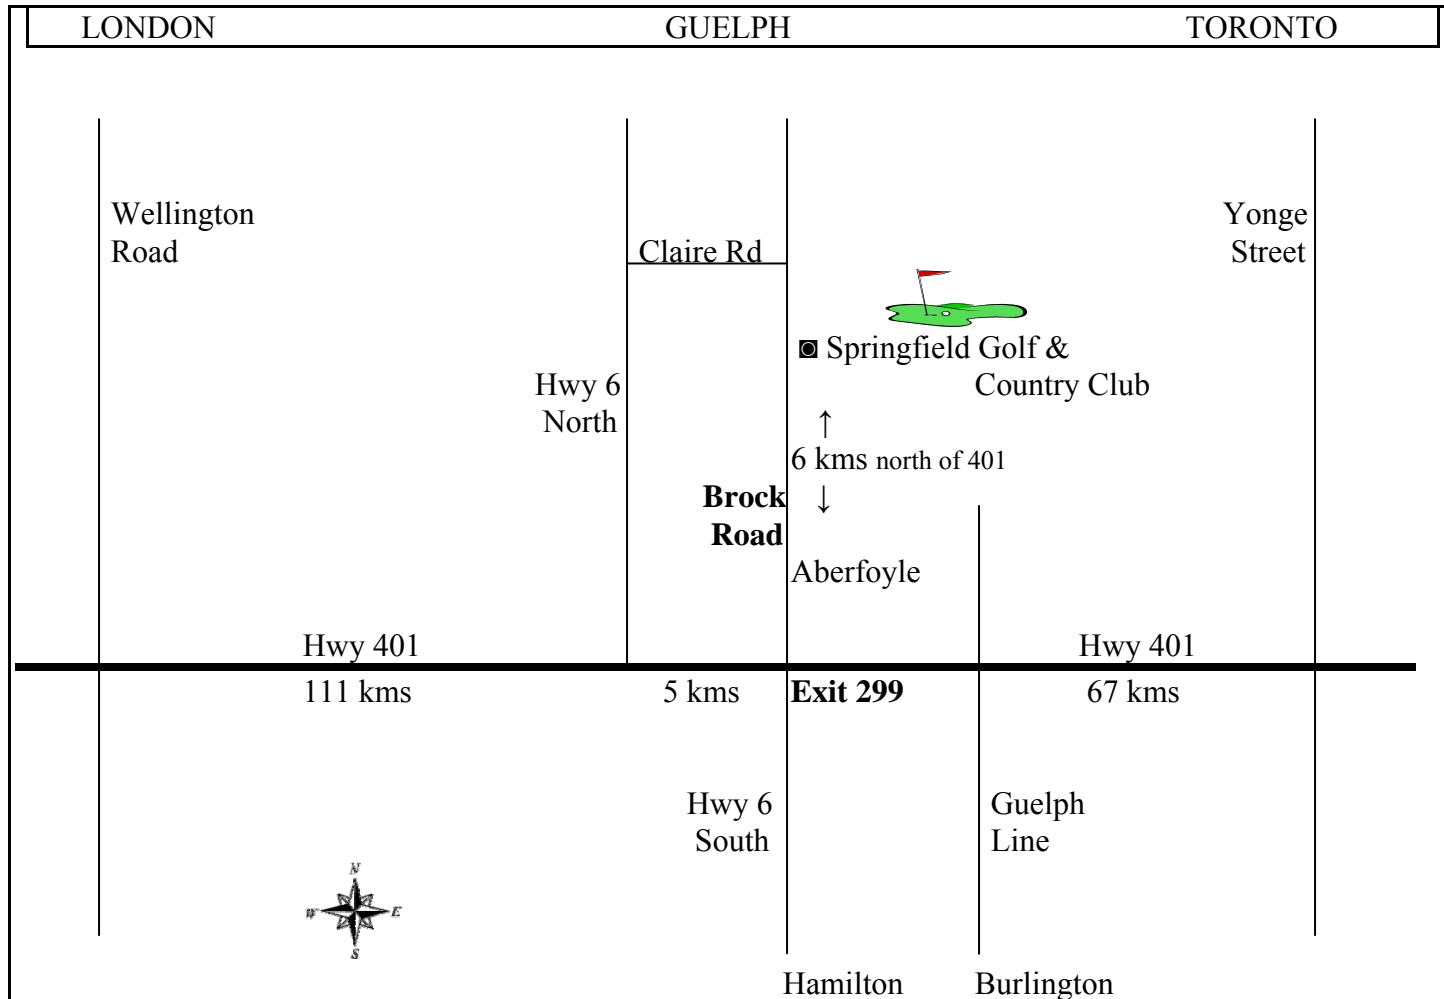 LONDON GUELPH TORONTO
Wellington
Road
Claire Rd
Yonge
Street
Springfield Golf &
Country Club
Hwy 6
North
↑
6 kms north of 401
↓
Brock
Road
Aberfoyle
Hwy 401 Hwy 401
111 kms 5 kms Exit 299 67 kms
Hwy 6
South
Guelph
Line
N
W E
S
Hamilton Burlington